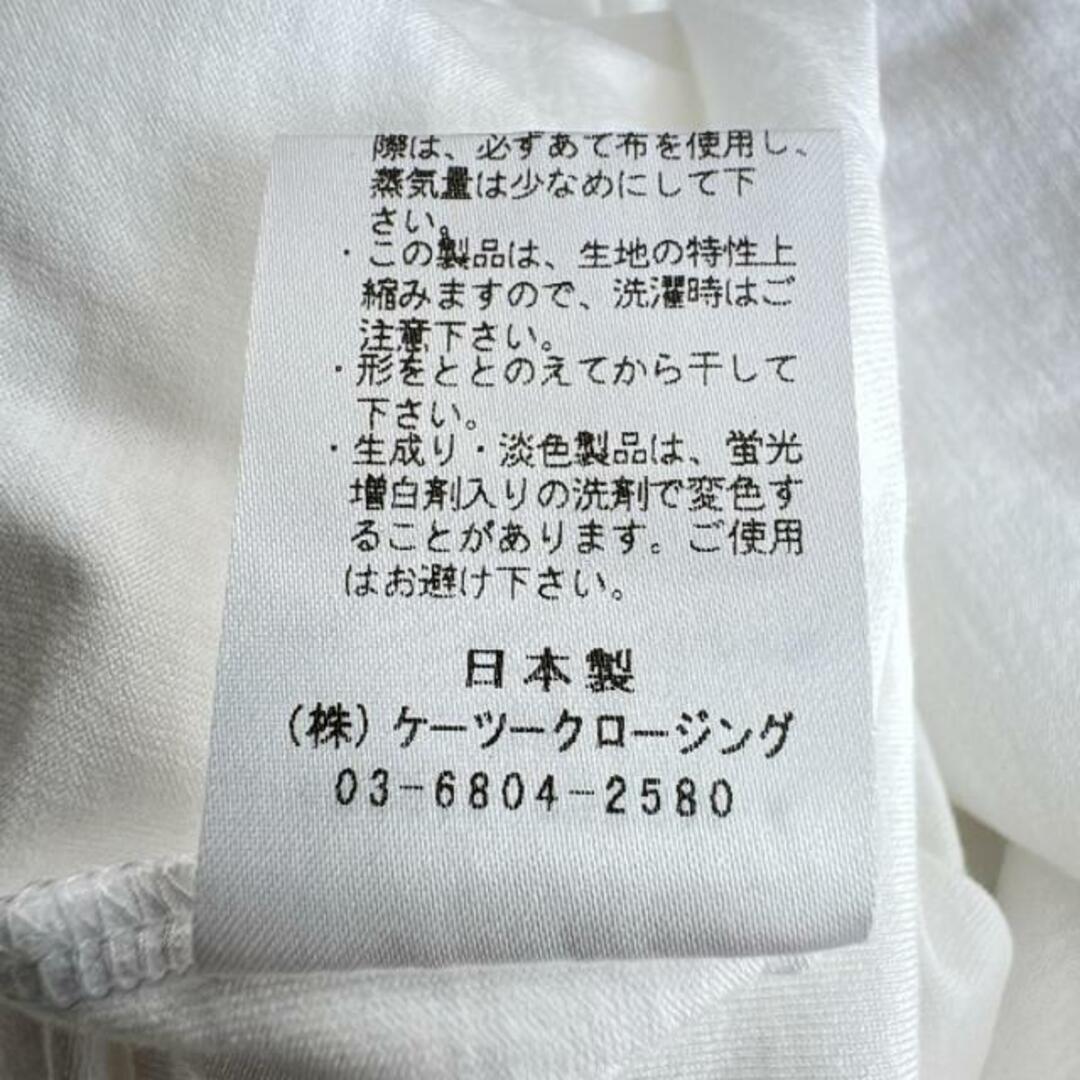 際は、必ずあて布を使用し、
蒸気量は少なめにして下
さい。
・この製品は、生地の特性上
縮みますので、洗濯時はご
注意下さい。
・形をととのえてから干して
下さい。
・生成り・淡色製品は、蛍光
増白剤入りの洗剤で変色す
ることがあります。ご使用
はお避け下さい。
日本製
(株)ケーツークロージング
03-6804-2580